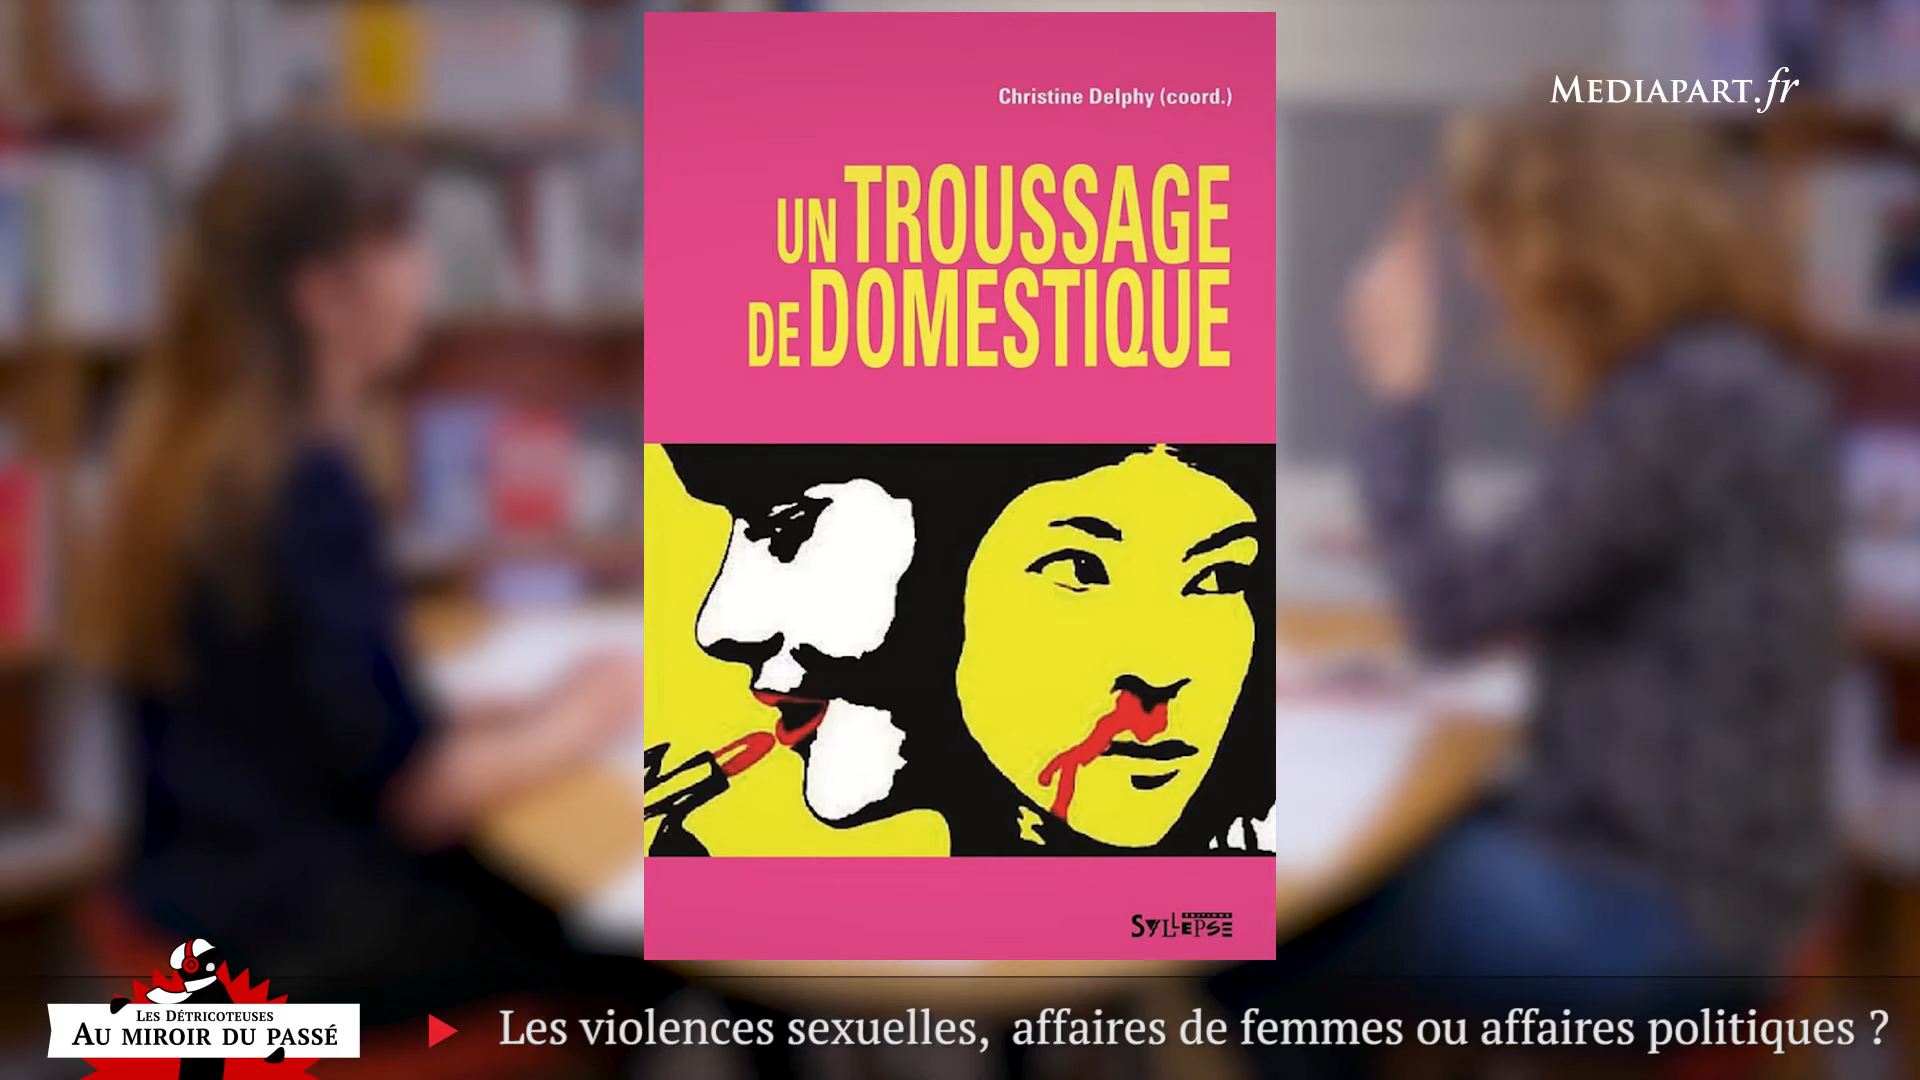 MEDIAPART.fr
Christine Delphy (coord.)
UN TROUSSAGE
DE DOMESTIQUE
ÉDITIONS
SYLLEPSE
LES DÉTRICOTEUSES
AU MIROIR DU PASSÉ
Les violences sexuelles, affaires de femmes ou affaires politiques ?